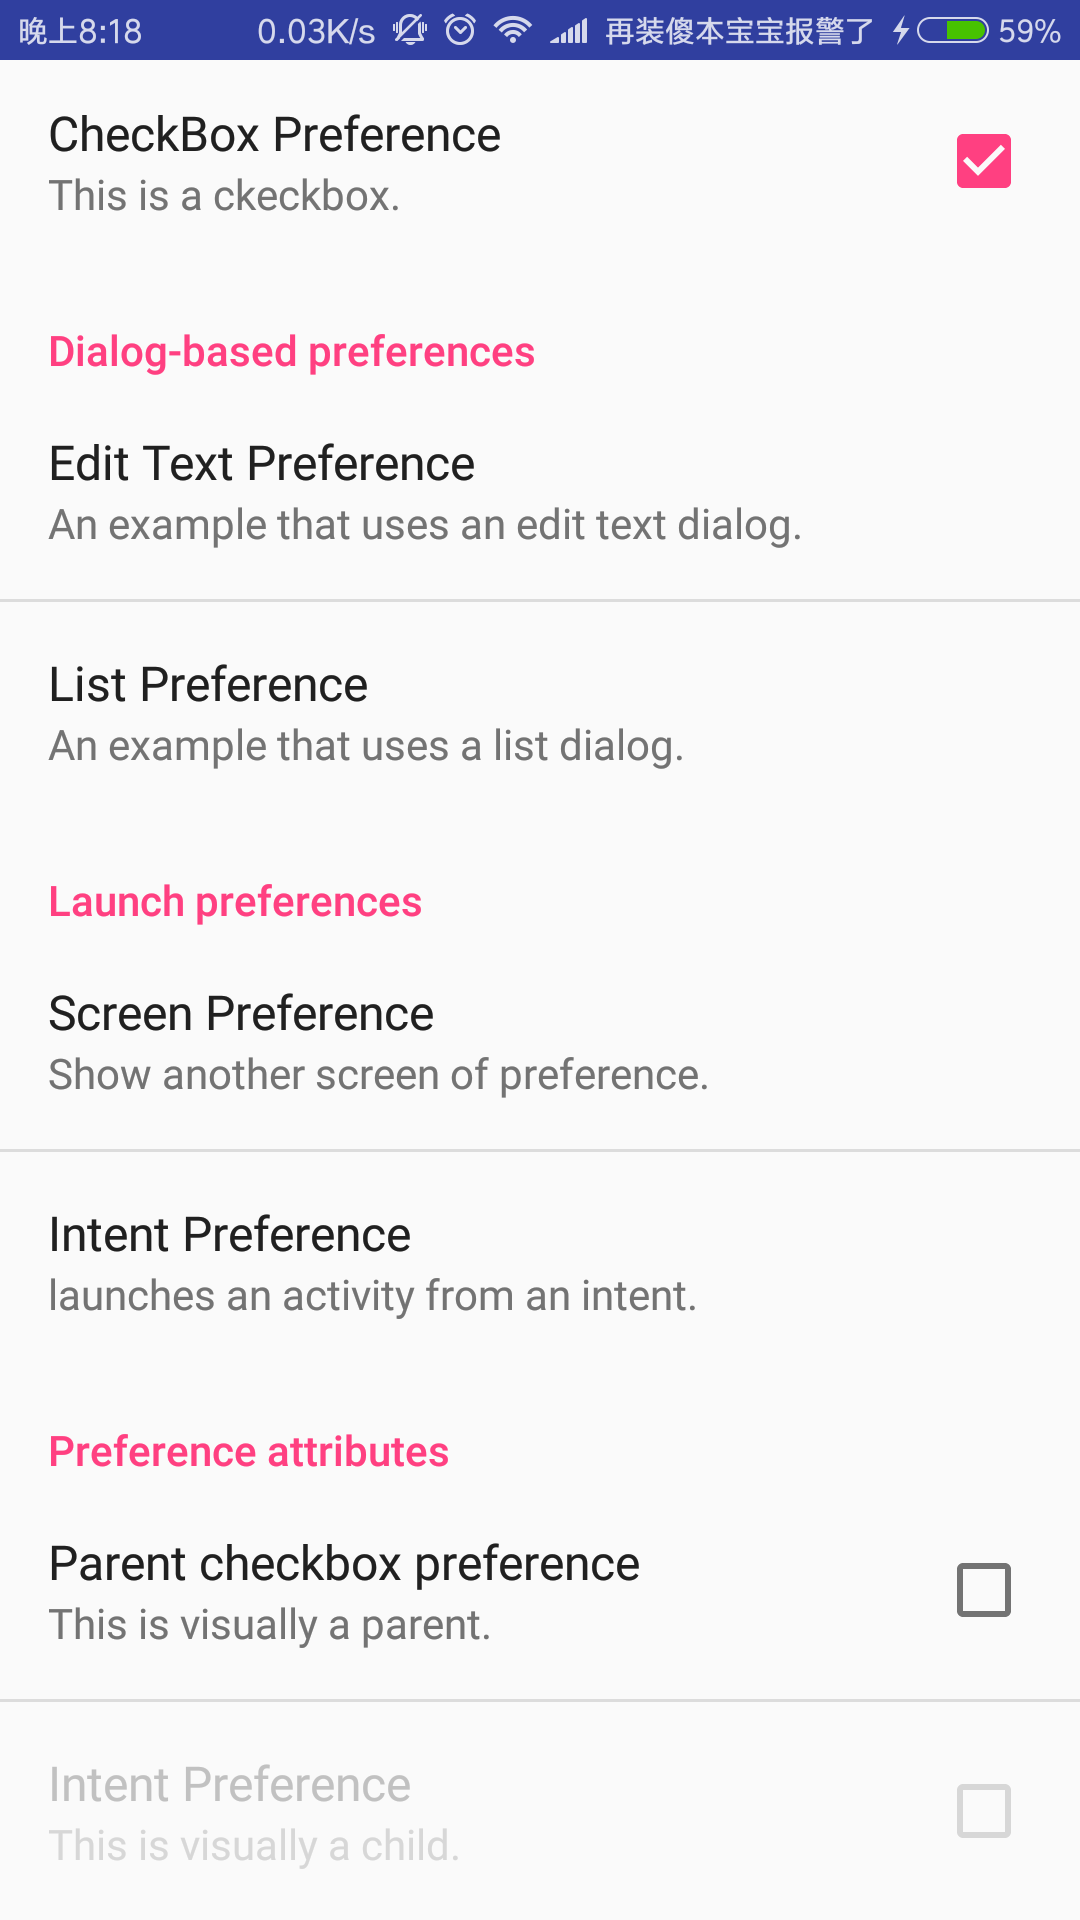 晚上8:18 0.03K/s 再装傻本宝宝报警了 59%
CheckBox Preference
This is a ckeckbox.
Dialog-based preferences
Edit Text Preference
An example that uses an edit text dialog.
List Preference
An example that uses a list dialog.
Launch preferences
Screen Preference
Show another screen of preference.
Intent Preference
launches an activity from an intent.
Preference attributes
Parent checkbox preference
This is visually a parent.
Intent Preference
This is visually a child.